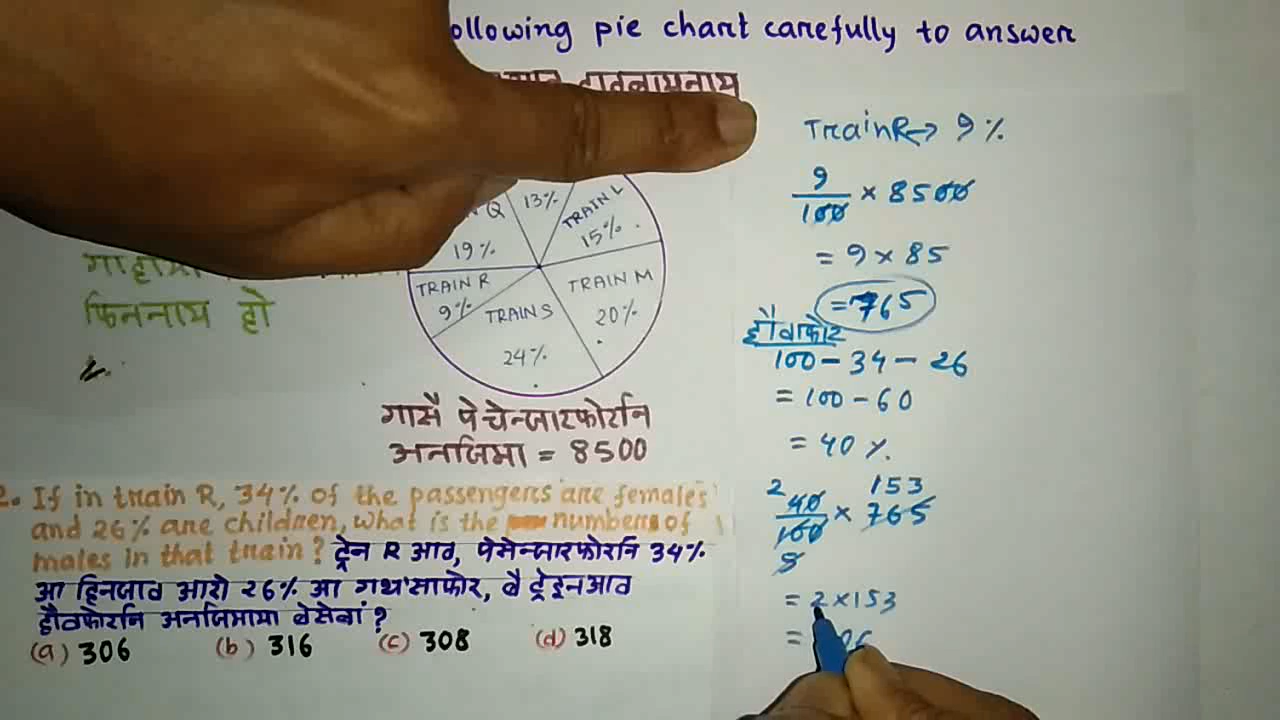 ollowing pie chart carefully to answer
Q
19%
13%
TRAIN L
15%
TRAIN M
20%
TRAIN R
9%
TRAIN S
24%
फिननाय हो
2.
गासै पेसेन्जारफोरनि
अनजिमा = 8500
2. If in train R, 34% of the passengers are females
and 26% are children, what is the numbers of
males in that train? ट्रेन R आव, पेसेन्जारफोरनि 34%
आ हिनजाव आरो 26% आ गथ'साफोर, बै ट्रेइनआव
हौवाफोरनि अनजिमाया बेसेबां?
(a) 306 (b) 316 (c) 308 (d) 318
Train R → 9%
9/100 × 8500
= 9 × 85
= 765
हौवाफोर
100 - 34 - 26
= 100 - 60
= 40 %
2 153
40/100 × 765
5
= 2 × 153
=